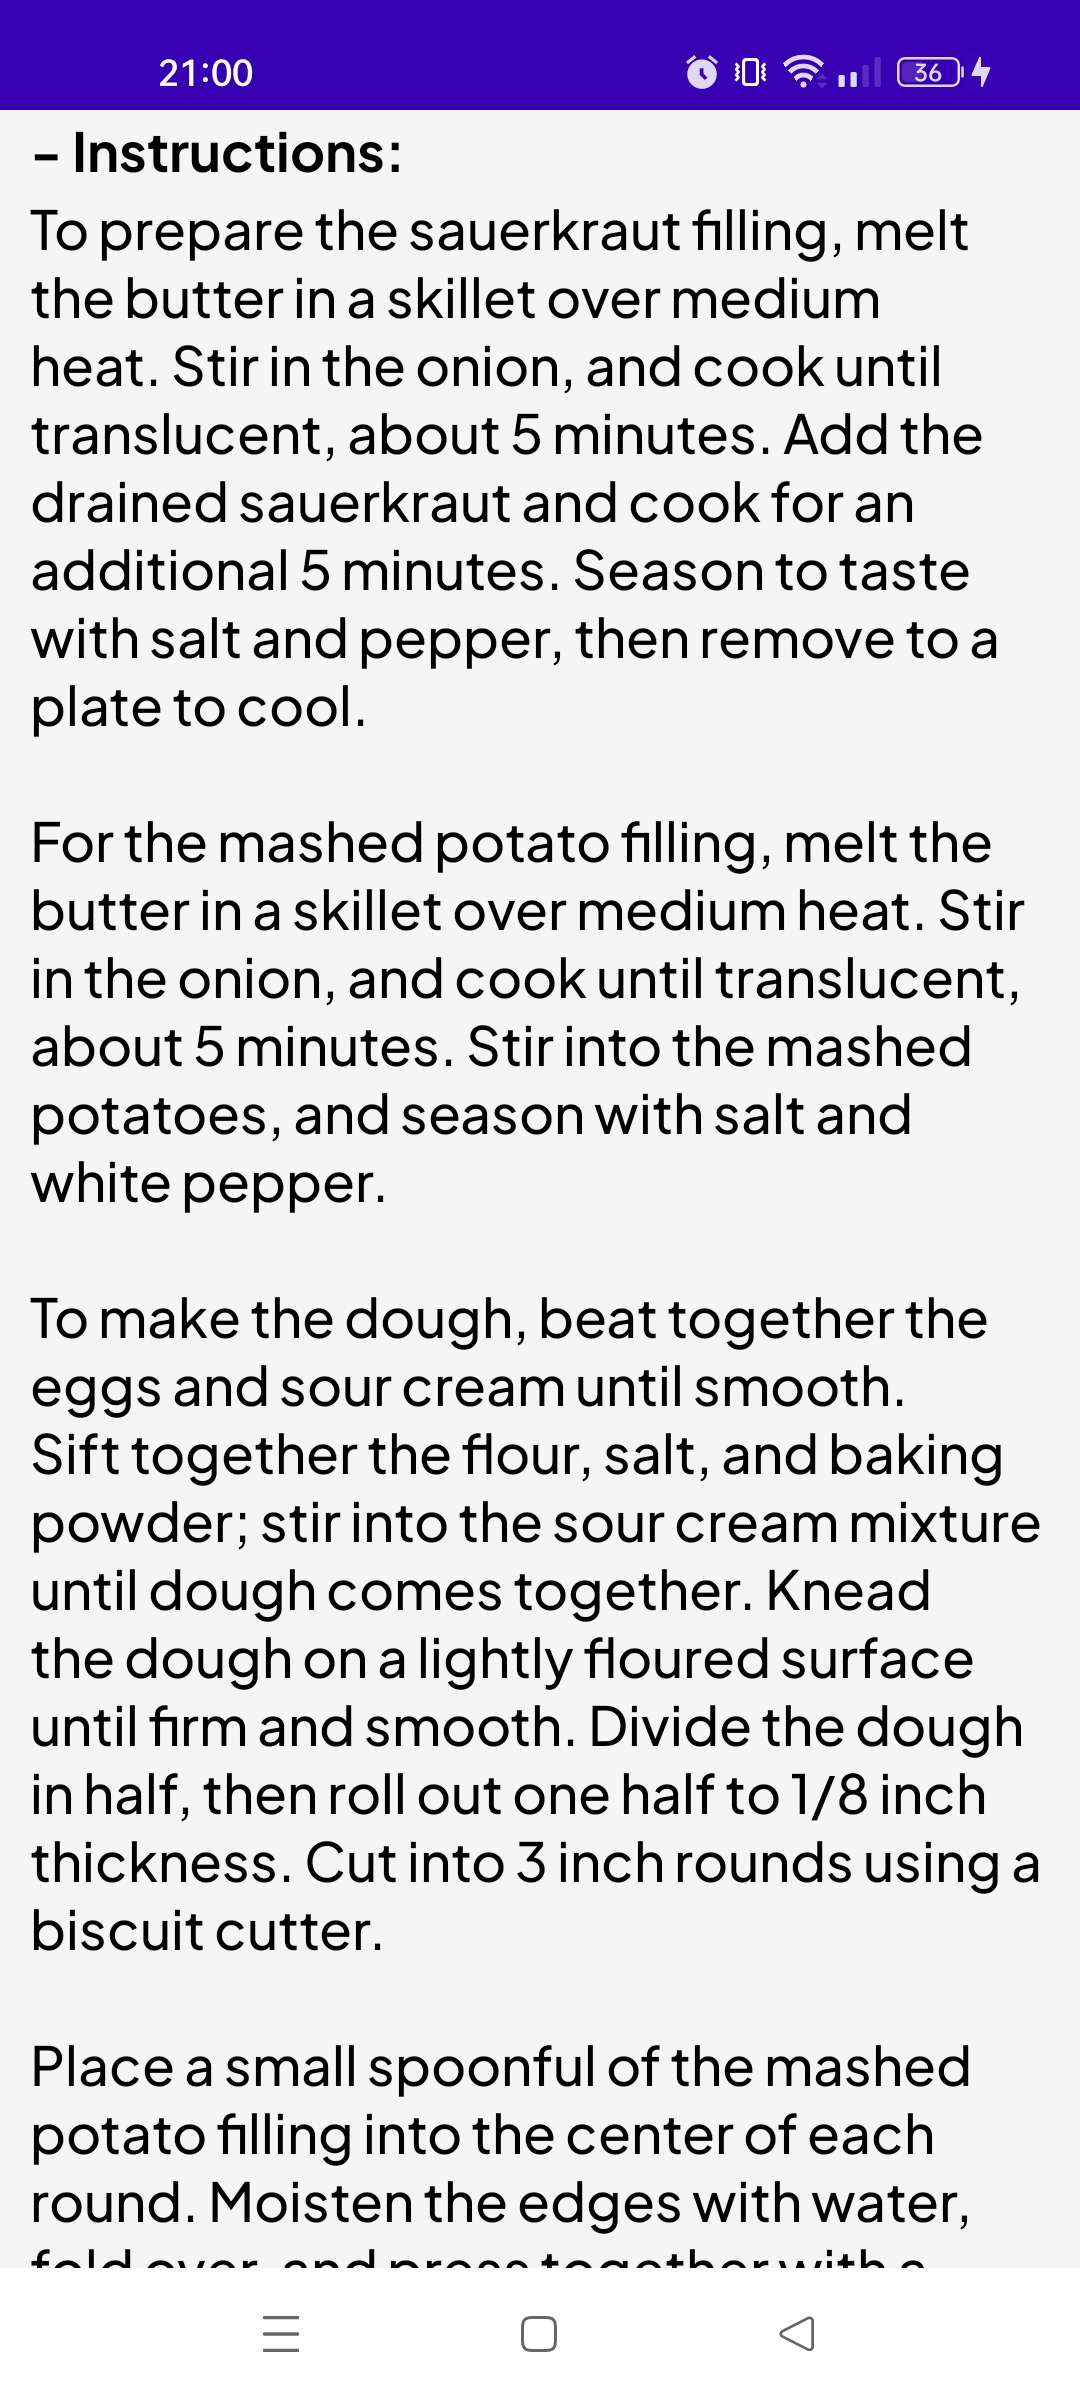 21:00
36
– Instructions:
To prepare the sauerkraut filling, melt
the butter in a skillet over medium
heat. Stir in the onion, and cook until
translucent, about 5 minutes. Add the
drained sauerkraut and cook for an
additional 5 minutes. Season to taste
with salt and pepper, then remove to a
plate to cool.
For the mashed potato filling, melt the
butter in a skillet over medium heat. Stir
in the onion, and cook until translucent,
about 5 minutes. Stir into the mashed
potatoes, and season with salt and
white pepper.
To make the dough, beat together the
eggs and sour cream until smooth.
Sift together the flour, salt, and baking
powder; stir into the sour cream mixture
until dough comes together. Knead
the dough on a lightly floured surface
until firm and smooth. Divide the dough
in half, then roll out one half to 1/8 inch
thickness. Cut into 3 inch rounds using a
biscuit cutter.
Place a small spoonful of the mashed
potato filling into the center of each
round. Moisten the edges with water,
fold over, and press together with a